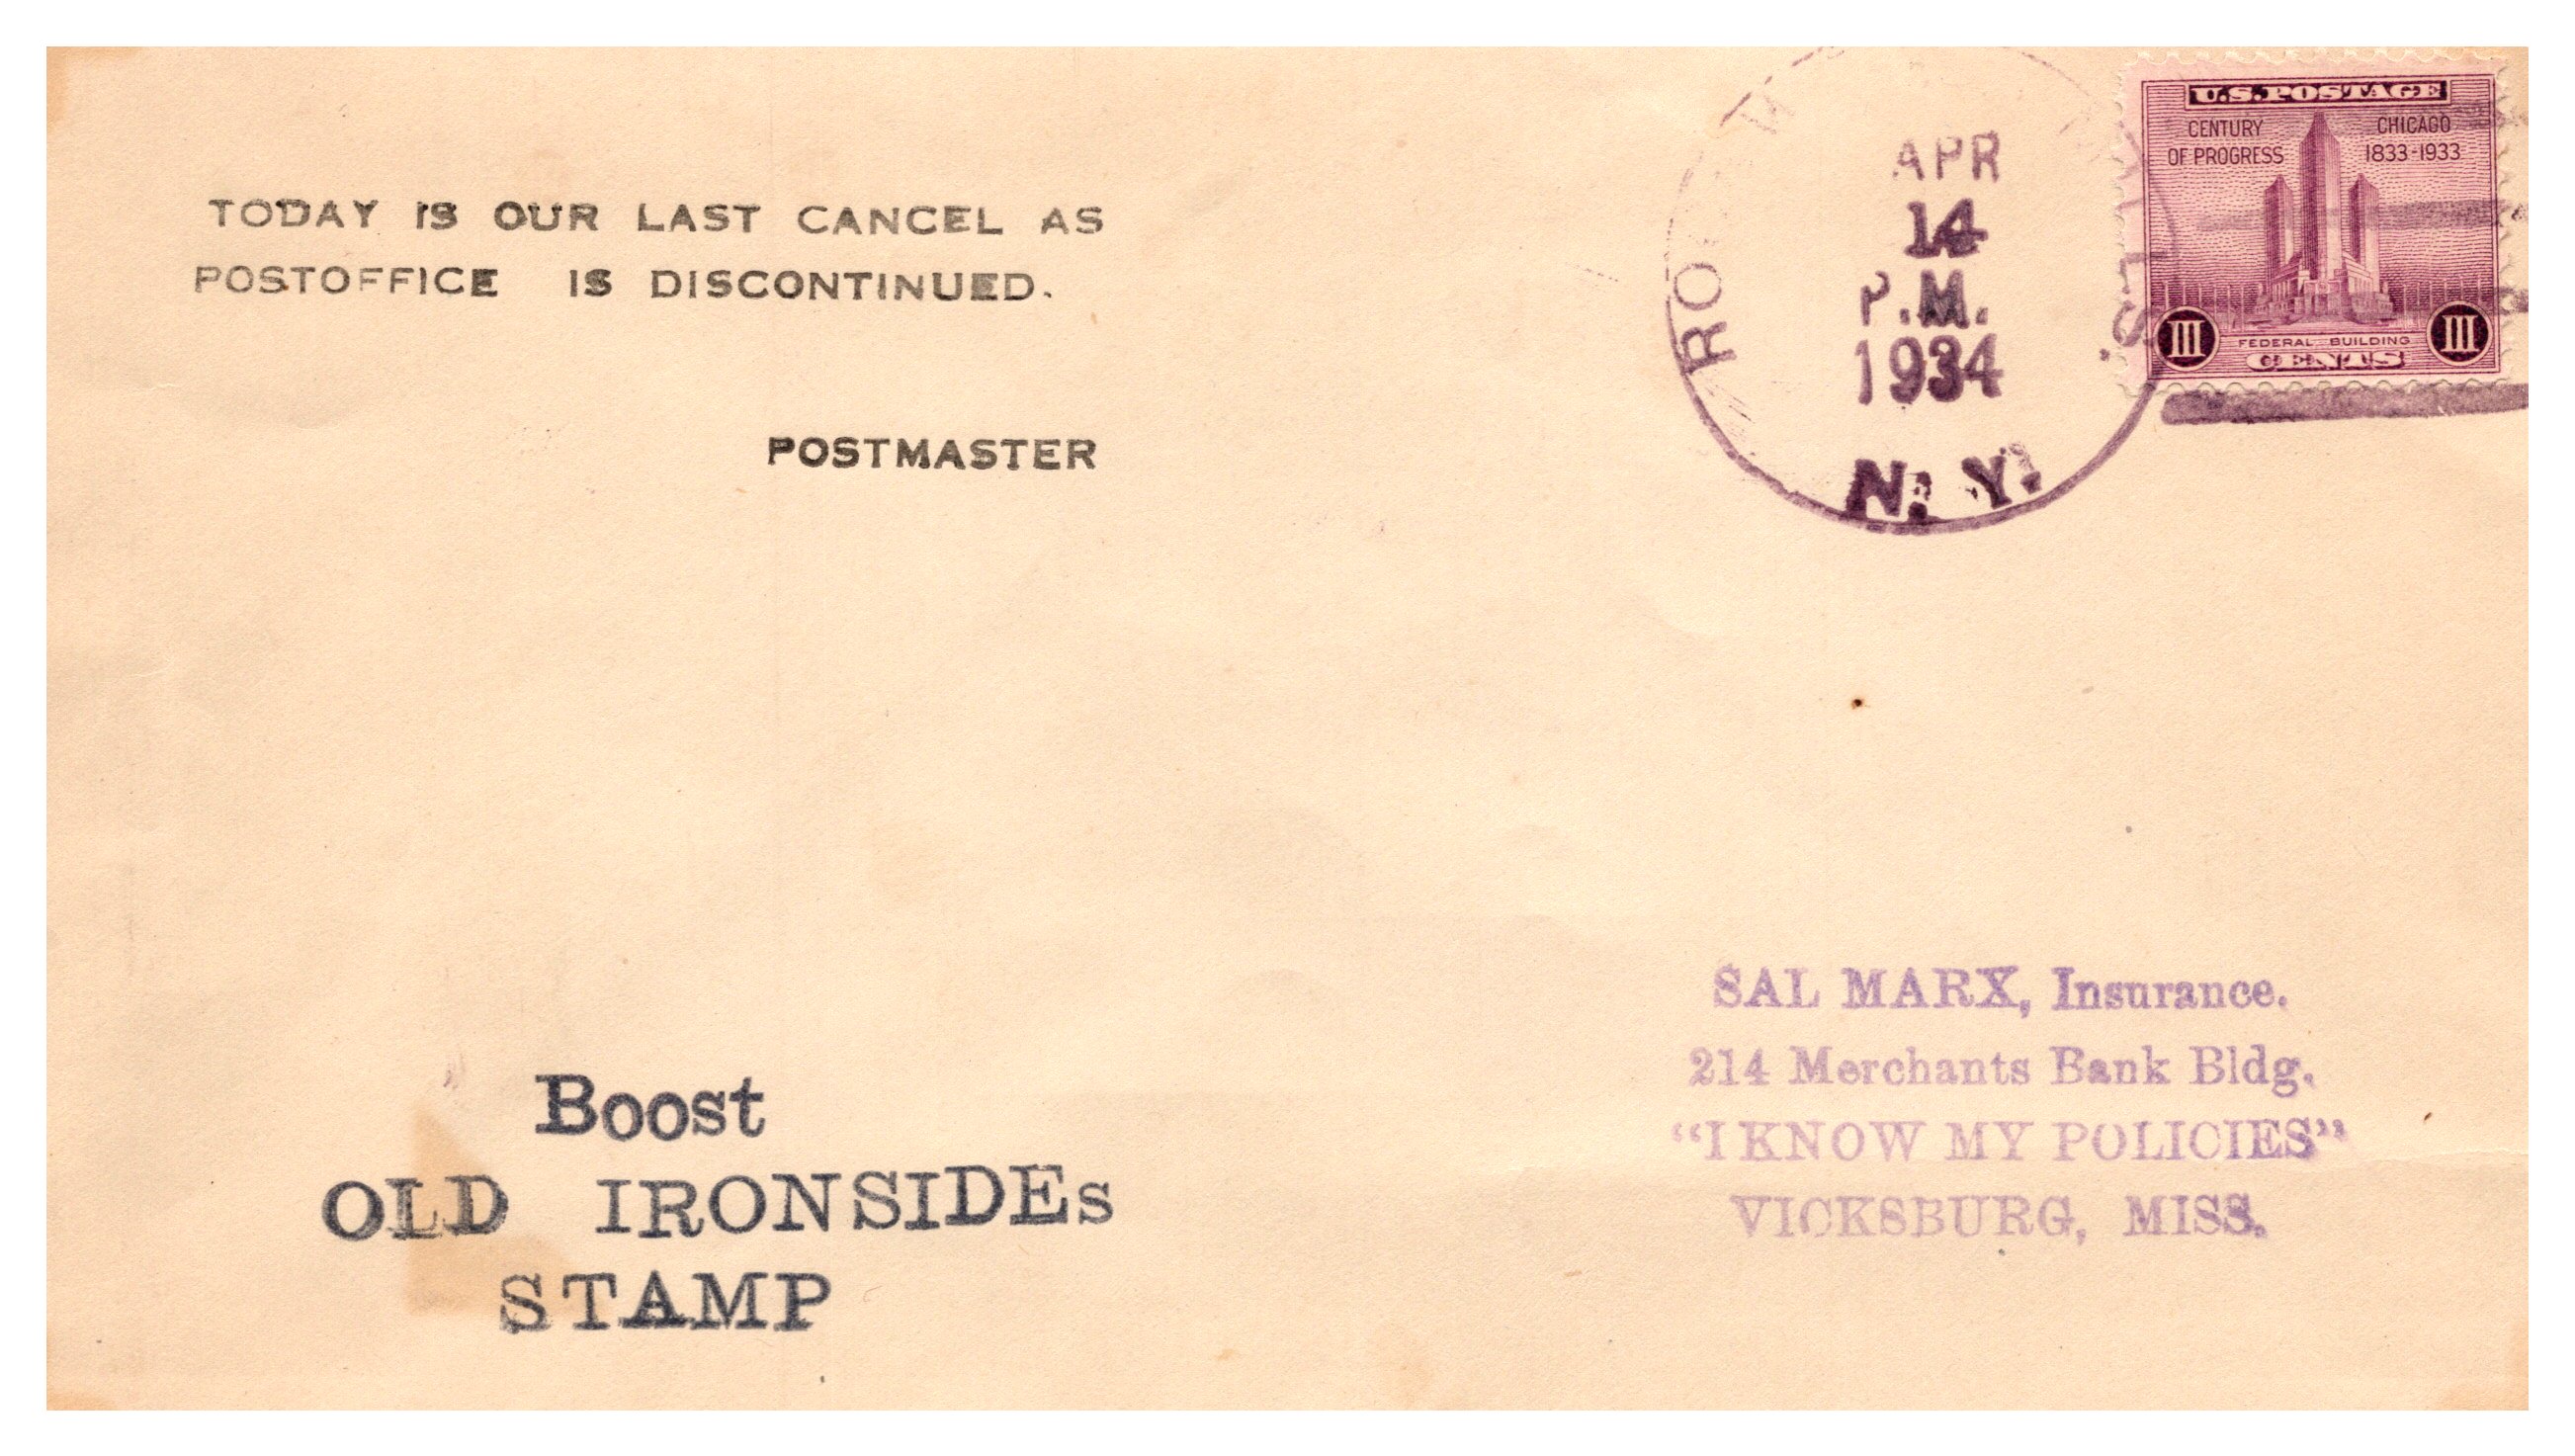 TODAY IS OUR LAST CANCEL AS
POSTOFFICE IS DISCONTINUED.
POSTMASTER
APR
14
P.M.
1934
N. Y.
U.S. POSTAGE
CENTURY OF PROGRESS
CHICAGO 1833-1933
III
III
FEDERAL BUILDING
CENTS
Boost
OLD IRONSIDEs
STAMP
SAL MARX, Insurance.
214 Merchants Bank Bldg.
“I KNOW MY POLICIES”
VICKSBURG, MISS.